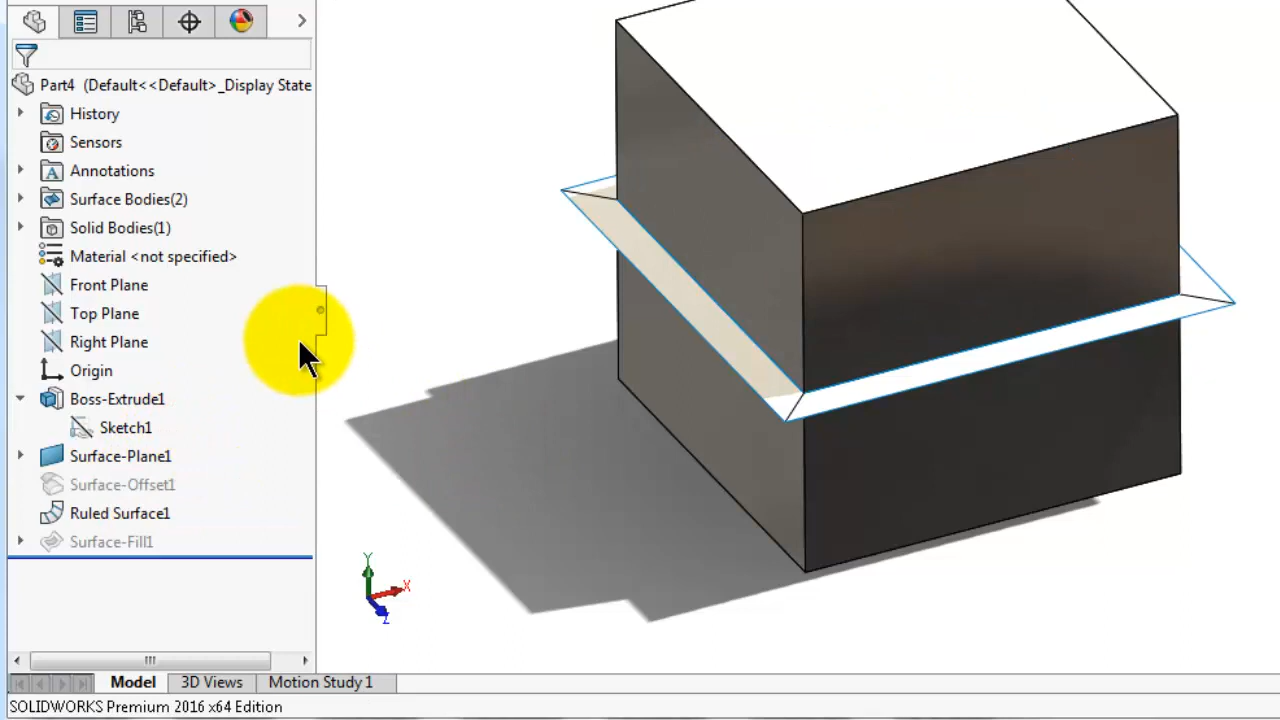 Part4 (Default<<Default>_Display State
History
Sensors
A Annotations
Surface Bodies(2)
Solid Bodies(1)
Material <not specified>
Front Plane
Top Plane
Right Plane
Origin
Boss-Extrude1
Sketch1
Surface-Plane1
Surface-Offset1
Ruled Surface1
Surface-Fill1
Y
X
Z
Model 3D Views Motion Study 1
SOLIDWORKS Premium 2016 x64 Edition